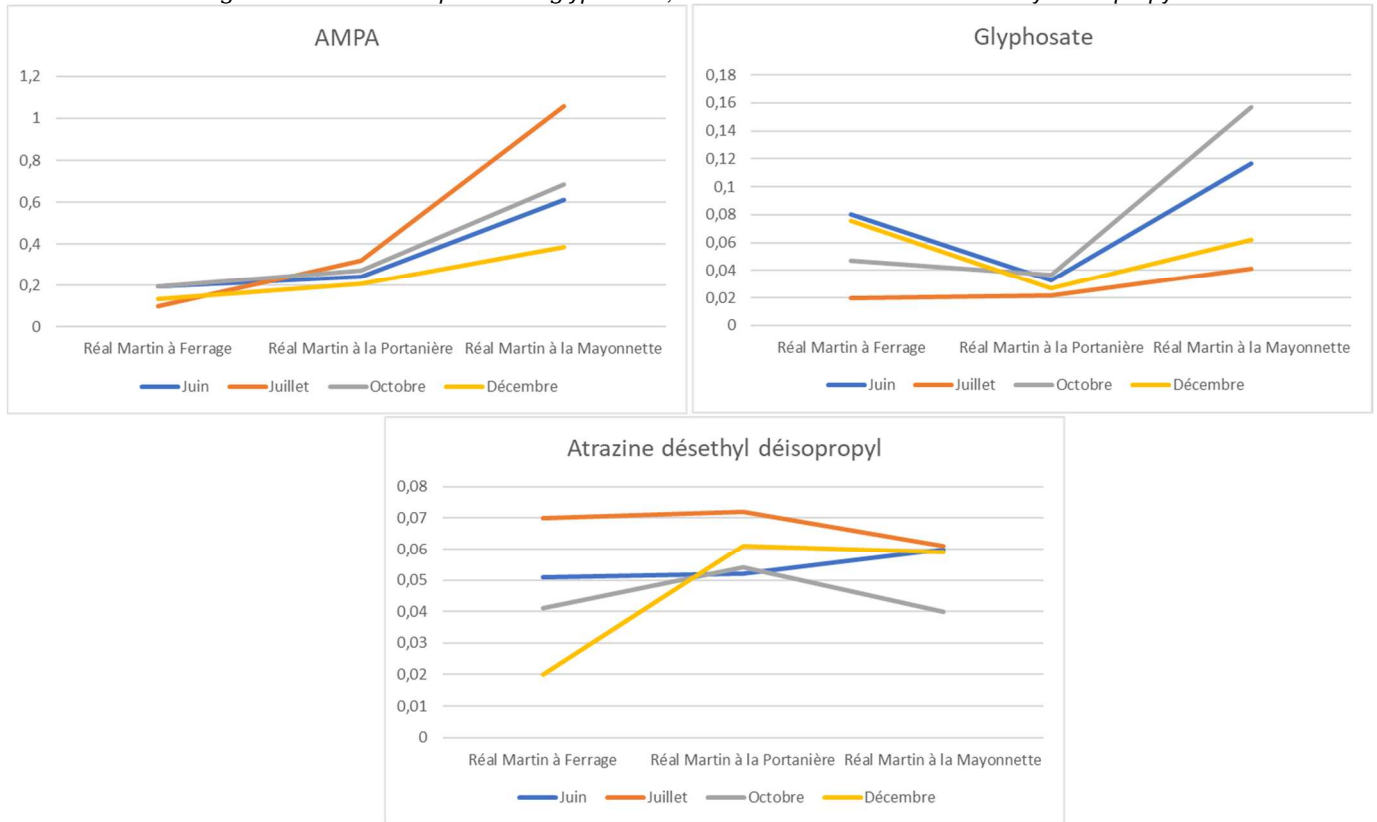 AMPA
1,2
1
0,8
0,6
0,4
0,2
0
Réal Martin à Ferrage Réal Martin à la Portanière Réal Martin à la Mayonnette
Juin Juillet Octobre Décembre
Glyphosate
0,18
0,16
0,14
0,12
0,1
0,08
0,06
0,04
0,02
0
Réal Martin à Ferrage Réal Martin à la Portanière Réal Martin à la Mayonnette
Juin Juillet Octobre Décembre
Atrazine désethyl déisopropyl
0,08
0,07
0,06
0,05
0,04
0,03
0,02
0,01
0
Réal Martin à Ferrage Réal Martin à la Portanière Réal Martin à la Mayonnette
Juin Juillet Octobre Décembre